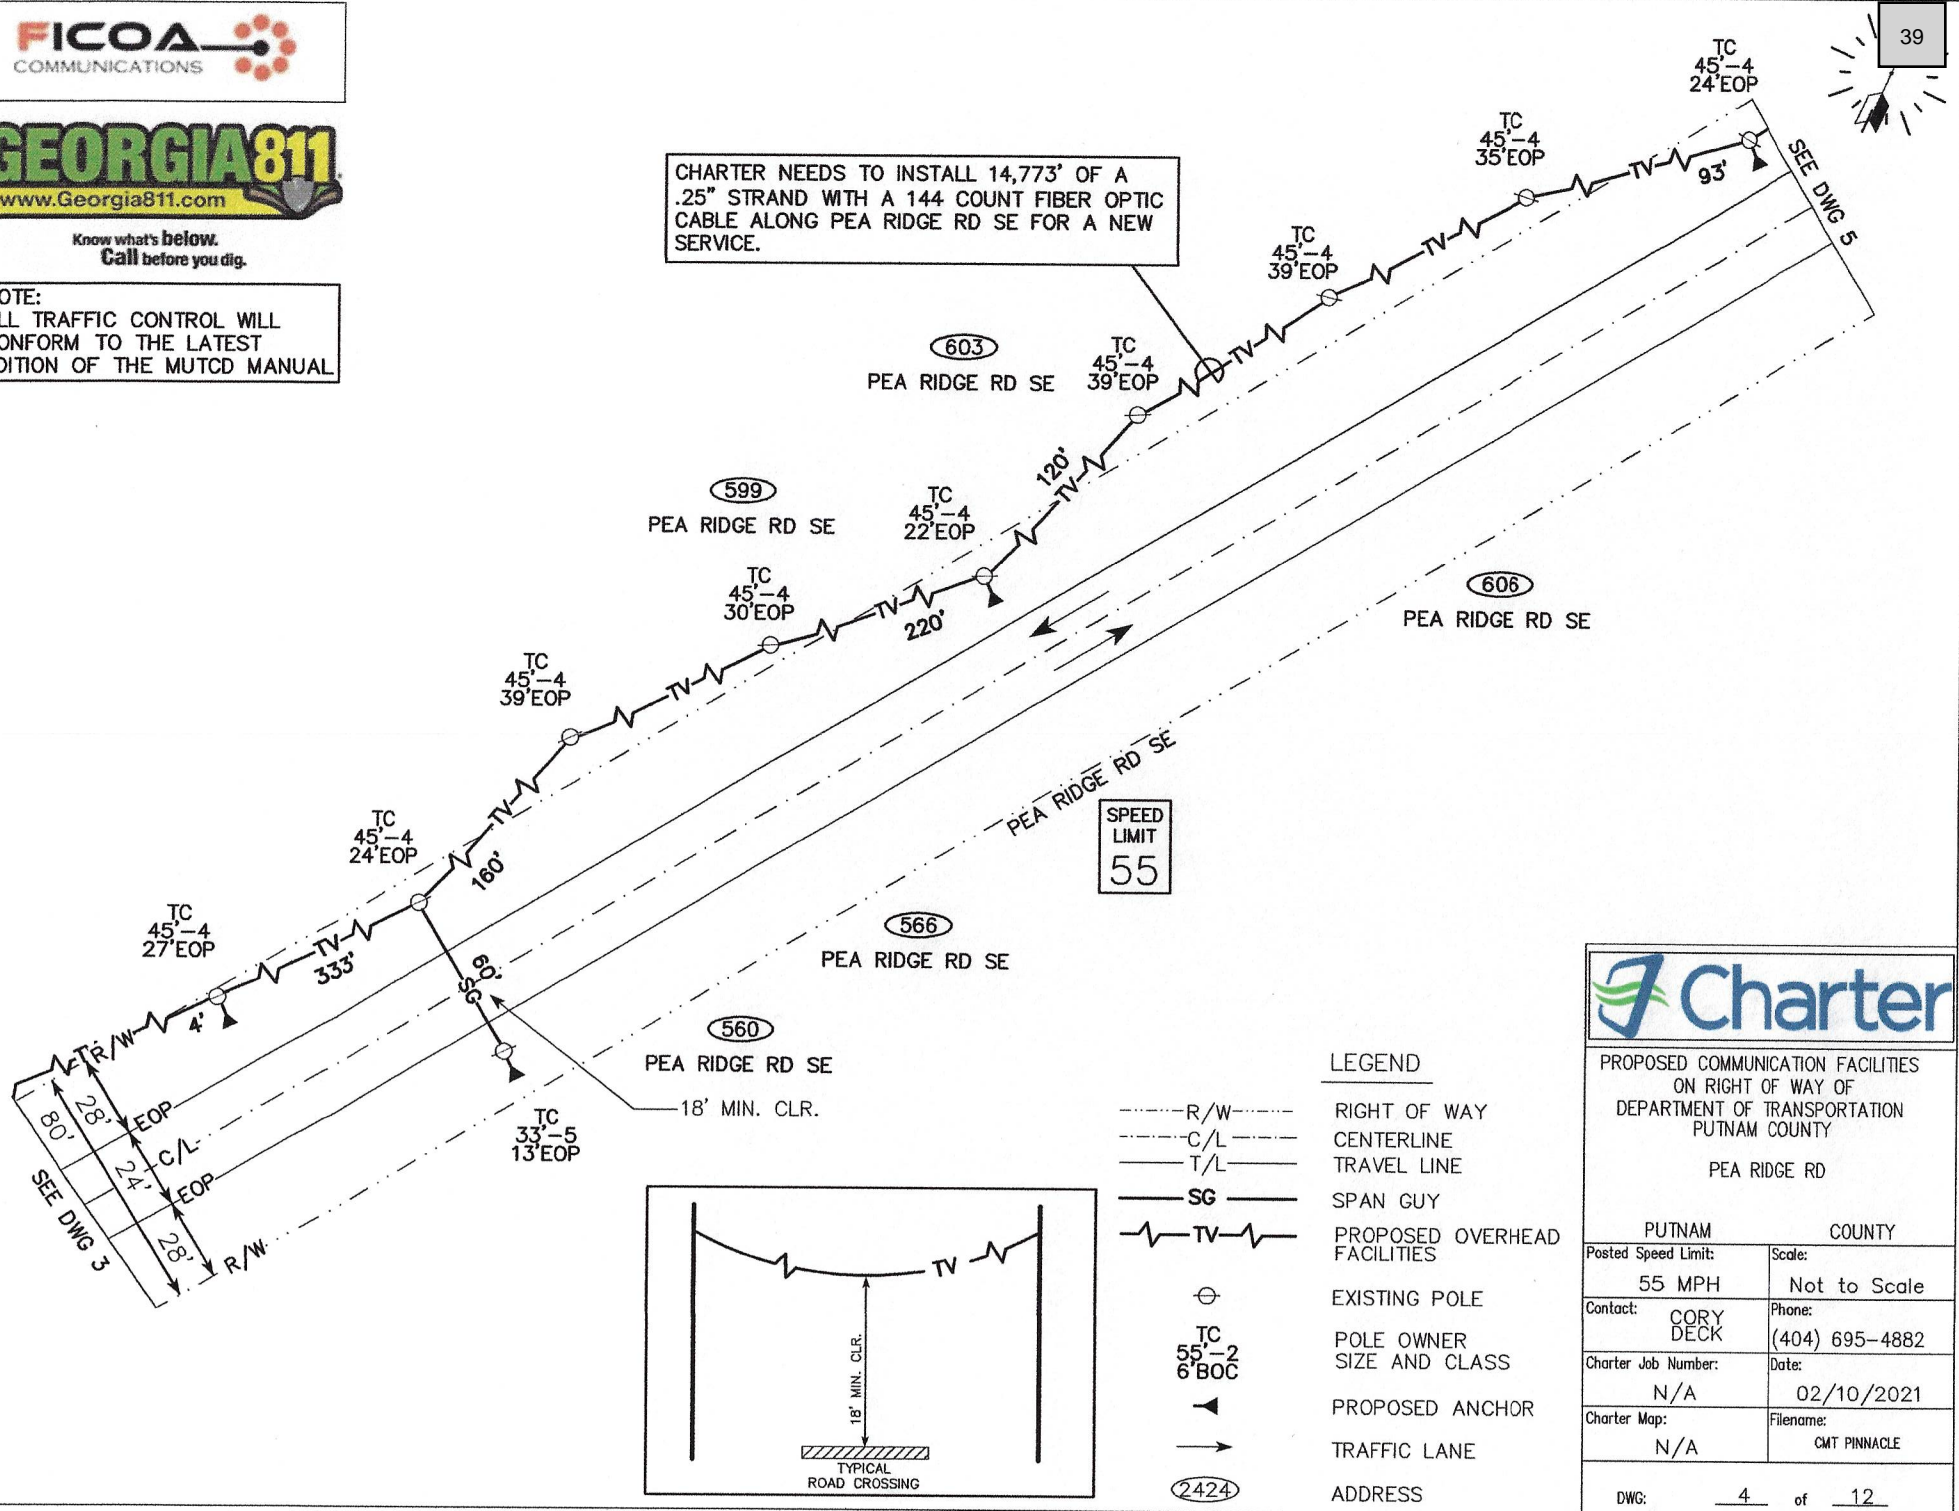 FICOA
COMMUNICATIONS
GEORGIA811
www.Georgia811.com
Know what's below.
Call before you dig.
OTE:
LL TRAFFIC CONTROL WILL
ONFORM TO THE LATEST
DITION OF THE MUTCD MANUAL
39
CHARTER NEEDS TO INSTALL 14,773' OF A
.25" STRAND WITH A 144 COUNT FIBER OPTIC
CABLE ALONG PEA RIDGE RD SE FOR A NEW
SERVICE.
TC
45'-4
24'EOP
TC
45'-4
35'EOP
TV
93'
SEE DWG 5
TC
45'-4
39'EOP
TV
603
PEA RIDGE RD SE
TC
45'-4
39'EOP
TV
120'
TV
599
PEA RIDGE RD SE
TC
45'-4
22'EOP
TC
45'-4
30'EOP
TV
220'
606
PEA RIDGE RD SE
TC
45'-4
39'EOP
TV
PEA RIDGE RD SE
SPEED
LIMIT
55
TC
45'-4
24'EOP
TV
160'
TC
45'-4
27'EOP
TV
333'
60'
SG
566
PEA RIDGE RD SE
4'
R/W
560
PEA RIDGE RD SE
18' MIN. CLR.
TC
33'-5
13'EOP
80'
28'
EOP
C/L
24'
EOP
28'
R/W
SEE DWG 3
TV
18' MIN. CLR.
TYPICAL
ROAD CROSSING
LEGEND
R/W RIGHT OF WAY
C/L CENTERLINE
T/L TRAVEL LINE
SG SPAN GUY
TV PROPOSED OVERHEAD
FACILITIES
EXISTING POLE
TC
55'-2
6'BOC
POLE OWNER
SIZE AND CLASS
PROPOSED ANCHOR
TRAFFIC LANE
2424 ADDRESS
Charter
PROPOSED COMMUNICATION FACILITIES
ON RIGHT OF WAY OF
DEPARTMENT OF TRANSPORTATION
PUTNAM COUNTY
PEA RIDGE RD
PUTNAM COUNTY
Posted Speed Limit: Scale:
55 MPH Not to Scale
Contact: CORY
DECK
Phone:
(404) 695-4882
Charter Job Number: Date:
N/A 02/10/2021
Charter Map: Filename:
N/A CMT PINNACLE
DWG: 4 of 12